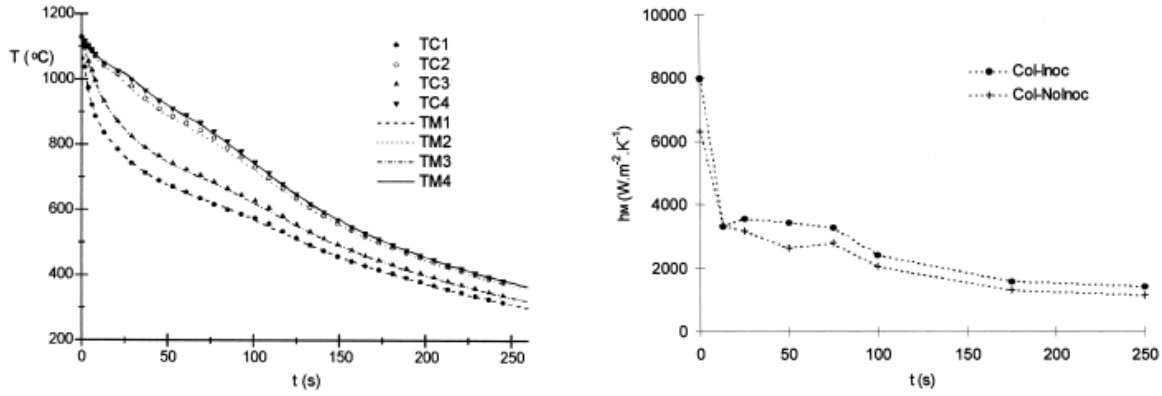 1200
T (°C)
1000
800
600
400
200
0
50
100
150
200
250
t (s)
TC1
TC2
TC3
TC4
TM1
TM2
TM3
TM4
10000
8000
6000
4000
2000
0
hM (W.m⁻².K⁻¹)
0
50
100
150
200
250
t (s)
Col-Inoc
Col-NoInoc